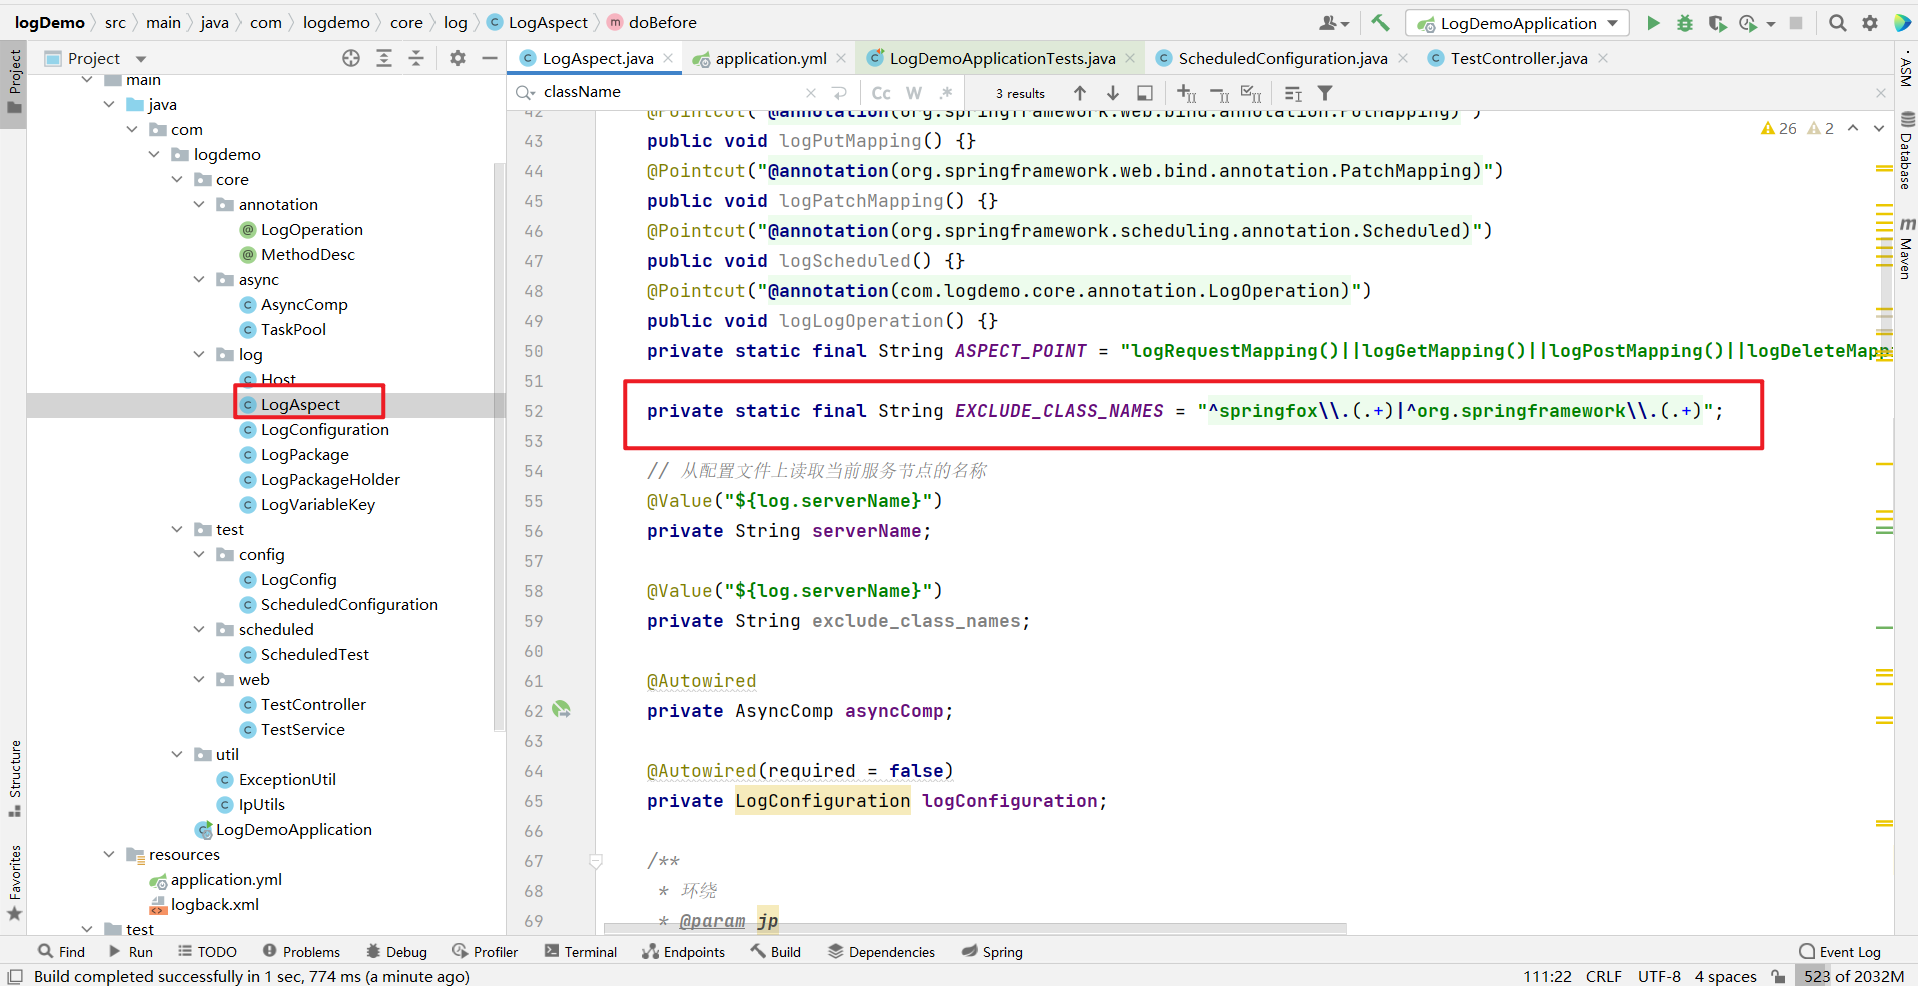 logDemo src main java com logdemo core log LogAspect doBefore
LogDemoApplication
Project
LogAspect.java application.yml LogDemoApplicationTests.java ScheduledConfiguration.java TestController.java
className
Cc W .* 3 results
26 2
Project
Structure
Favorites
ASM
Database
Maven
main
java
com
logdemo
core
annotation
LogOperation
MethodDesc
async
AsyncComp
TaskPool
log
Host
LogAspect
LogConfiguration
LogPackage
LogPackageHolder
LogVariableKey
test
config
LogConfig
ScheduledConfiguration
scheduled
ScheduledTest
web
TestController
TestService
util
ExceptionUtil
IpUtils
LogDemoApplication
resources
application.yml
logback.xml
test
42 @Pointcut("@annotation(org.springframework.web.bind.annotation.PutMapping)")
43 public void logPutMapping() {}
44 @Pointcut("@annotation(org.springframework.web.bind.annotation.PatchMapping)")
45 public void logPatchMapping() {}
46 @Pointcut("@annotation(org.springframework.scheduling.annotation.Scheduled)")
47 public void logScheduled() {}
48 @Pointcut("@annotation(com.logdemo.core.annotation.LogOperation)")
49 public void logLogOperation() {}
50 private static final String ASPECT_POINT = "logRequestMapping()||logGetMapping()||logPostMapping()||logDeleteMapp
51
52 private static final String EXCLUDE_CLASS_NAMES = "^springfox\\.(.+)|^org.springframework\\.(.+)";
53
54 // 从配置文件上读取当前服务节点的名称
55 @Value("${log.serverName}")
56 private String serverName;
57
58 @Value("${log.serverName}")
59 private String exclude_class_names;
60
61 @Autowired
62 private AsyncComp asyncComp;
63
64 @Autowired(required = false)
65 private LogConfiguration logConfiguration;
66
67 /**
68 * 环绕
69 * @param jp
Find Run TODO Problems Debug Profiler Terminal Endpoints Build Dependencies Spring Event Log
Build completed successfully in 1 sec, 774 ms (a minute ago) 111:22 CRLF UTF-8 4 spaces 523 of 2032M